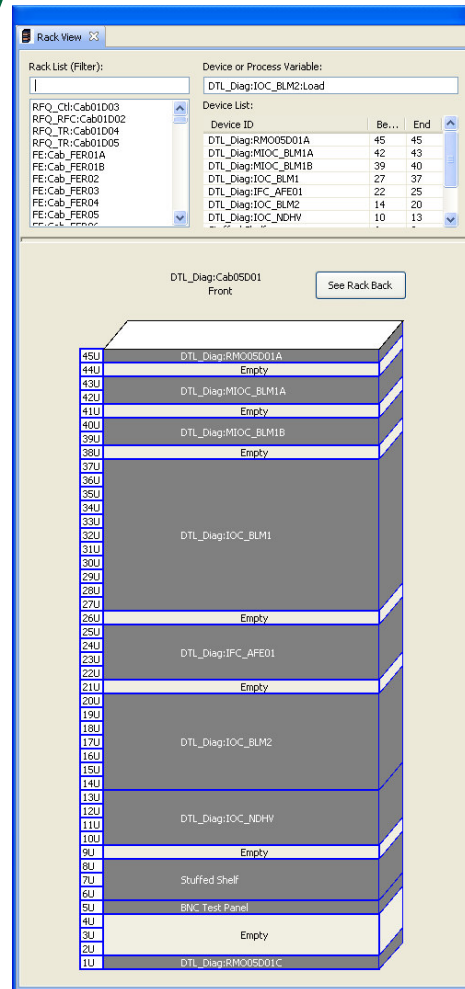 Rack View
Rack List (Filter):
Device or Process Variable:
DTL_Diag:IOC_BLM2:Load
Device List:
RFQ_Ctl:Cab01D03
RFQ_RFC:Cab01D02
RFQ_TR:Cab01D04
RFQ_TR:Cab01D05
FE:Cab_FER01A
FE:Cab_FER01B
FE:Cab_FER02
FE:Cab_FER03
FE:Cab_FER04
FE:Cab_FER05
Device ID Be... End
DTL_Diag:RMO05D01A 45 45
DTL_Diag:MIOC_BLM1A 42 43
DTL_Diag:MIOC_BLM1B 39 40
DTL_Diag:IOC_BLM1 27 37
DTL_Diag:IFC_AFE01 22 25
DTL_Diag:IOC_BLM2 14 20
DTL_Diag:IOC_NDHV 10 13
DTL_Diag:Cab05D01
Front
See Rack Back
45U DTL_Diag:RMO05D01A
44U Empty
43U
42U DTL_Diag:MIOC_BLM1A
41U Empty
40U
39U DTL_Diag:MIOC_BLM1B
38U Empty
37U
36U
35U
34U
33U
32U DTL_Diag:IOC_BLM1
31U
30U
29U
28U
27U
26U Empty
25U
24U
23U DTL_Diag:IFC_AFE01
22U
21U Empty
20U
19U
18U
17U DTL_Diag:IOC_BLM2
16U
15U
14U
13U
12U
11U DTL_Diag:IOC_NDHV
10U
9U Empty
8U
7U Stuffed Shelf
6U
5U BNC Test Panel
4U
3U Empty
2U
1U DTL_Diag:RMO05D01C